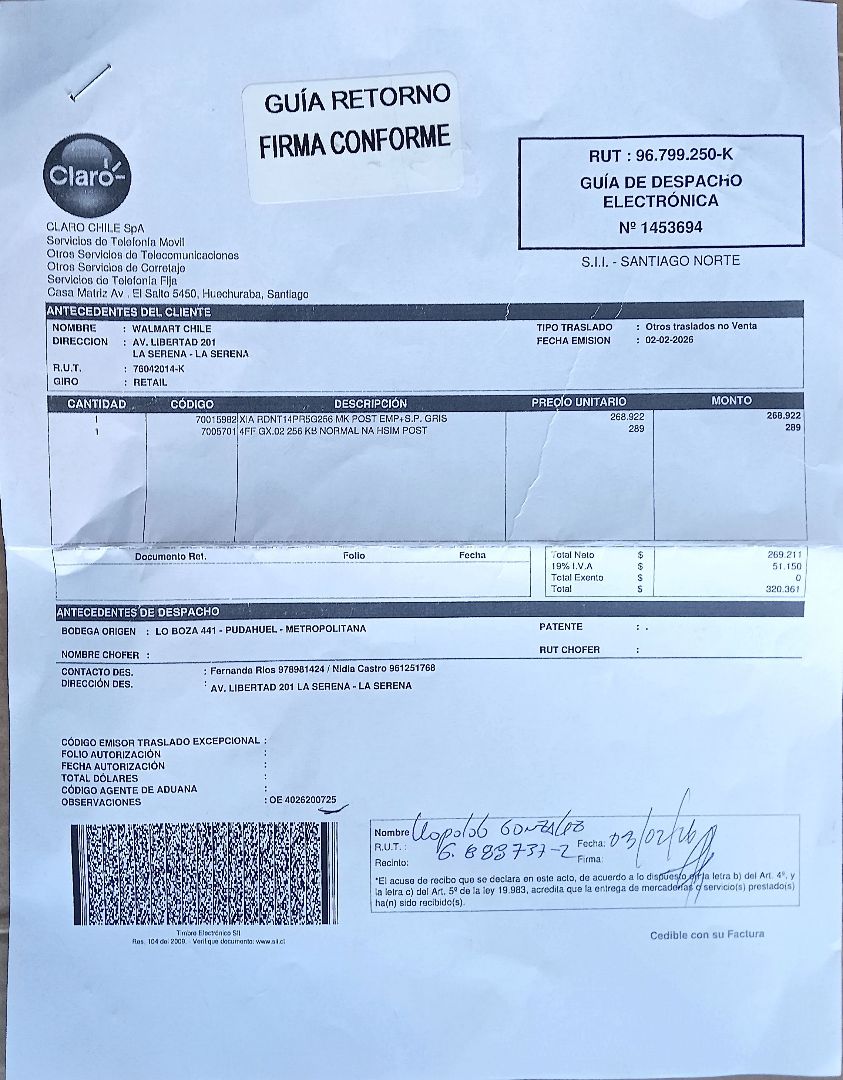 GUÍA RETORNO
FIRMA CONFORME
Claro
RUT : 96.799.250-K
GUÍA DE DESPACHO
ELECTRÓNICA
Nº 1453694
S.I.I. - SANTIAGO NORTE
CLARO CHILE SpA
Servicios de Telefonía Movil
Otros Servicios de Telecomunicaciones
Otros Servicios de Corretaje
Servicios de Telefonía Fija
Casa Matriz Av . El Salto 5450, Huechuraba, Santiago
ANTECEDENTES DEL CLIENTE
NOMBRE : WALMART CHILE TIPO TRASLADO : Otros traslados no Venta
DIRECCION : AV. LIBERTAD 201 FECHA EMISION : 02-02-2026
LA SERENA - LA SERENA
R.U.T. : 76042014-K
GIRO : RETAIL
CANTIDAD CÓDIGO DESCRIPCIÓN PRECIO UNITARIO MONTO
1 70015982 XIA RDNT14PR5G256 MK POST EMP+S.P. GRIS 268.922 268.922
1 7005701 4FF GX.02 256 KB NORMAL NA HSIM POST 289 289
Documento Ref. Folio Fecha
Total Neto $ 269.211
19% I.V.A $ 51.150
Total Exento $ 0
Total $ 320.361
ANTECEDENTES DE DESPACHO
BODEGA ORIGEN : LO BOZA 441 - PUDAHUEL - METROPOLITANA PATENTE : .
NOMBRE CHOFER : RUT CHOFER :
CONTACTO DES. : Fernanda Rios 978981424 / Nidia Castro 961251768
DIRECCIÓN DES. : AV. LIBERTAD 201 LA SERENA - LA SERENA
CÓDIGO EMISOR TRASLADO EXCEPCIONAL :
FOLIO AUTORIZACIÓN :
FECHA AUTORIZACIÓN :
TOTAL DÓLARES :
CÓDIGO AGENTE DE ADUANA :
OBSERVACIONES : OE 4026200725
Nombre Leopoldo Gonzalez
R.U.T. : 6.883737-2 Fecha: 03/02/26
Recinto: Firma:
"El acuse de recibo que se declara en este acto, de acuerdo a lo dispuesto en la letra b) del Art. 4º, y
la letra c) del Art. 5º de la ley 19.983, acredita que la entrega de mercaderías o servicio(s) prestado(s)
ha(n) sido recibido(s).
Timbre Electrónico SII
Res. 104 del 2009. - Verifique documento: www.sii.cl
Cedible con su Factura